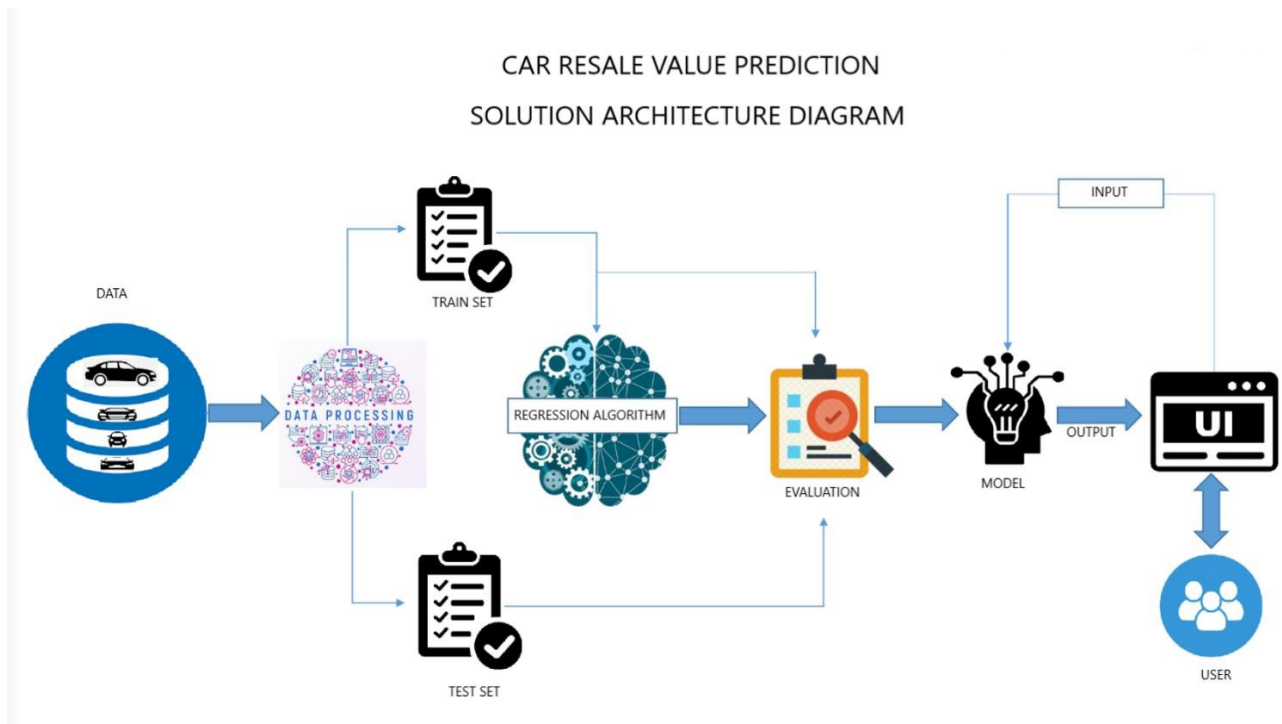 CAR RESALE VALUE PREDICTION
SOLUTION ARCHITECTURE DIAGRAM
INPUT
TRAIN SET
DATA
DATA PROCESSING
REGRESSION ALGORITHM
UI
OUTPUT
MODEL
EVALUATION
USER
TEST SET